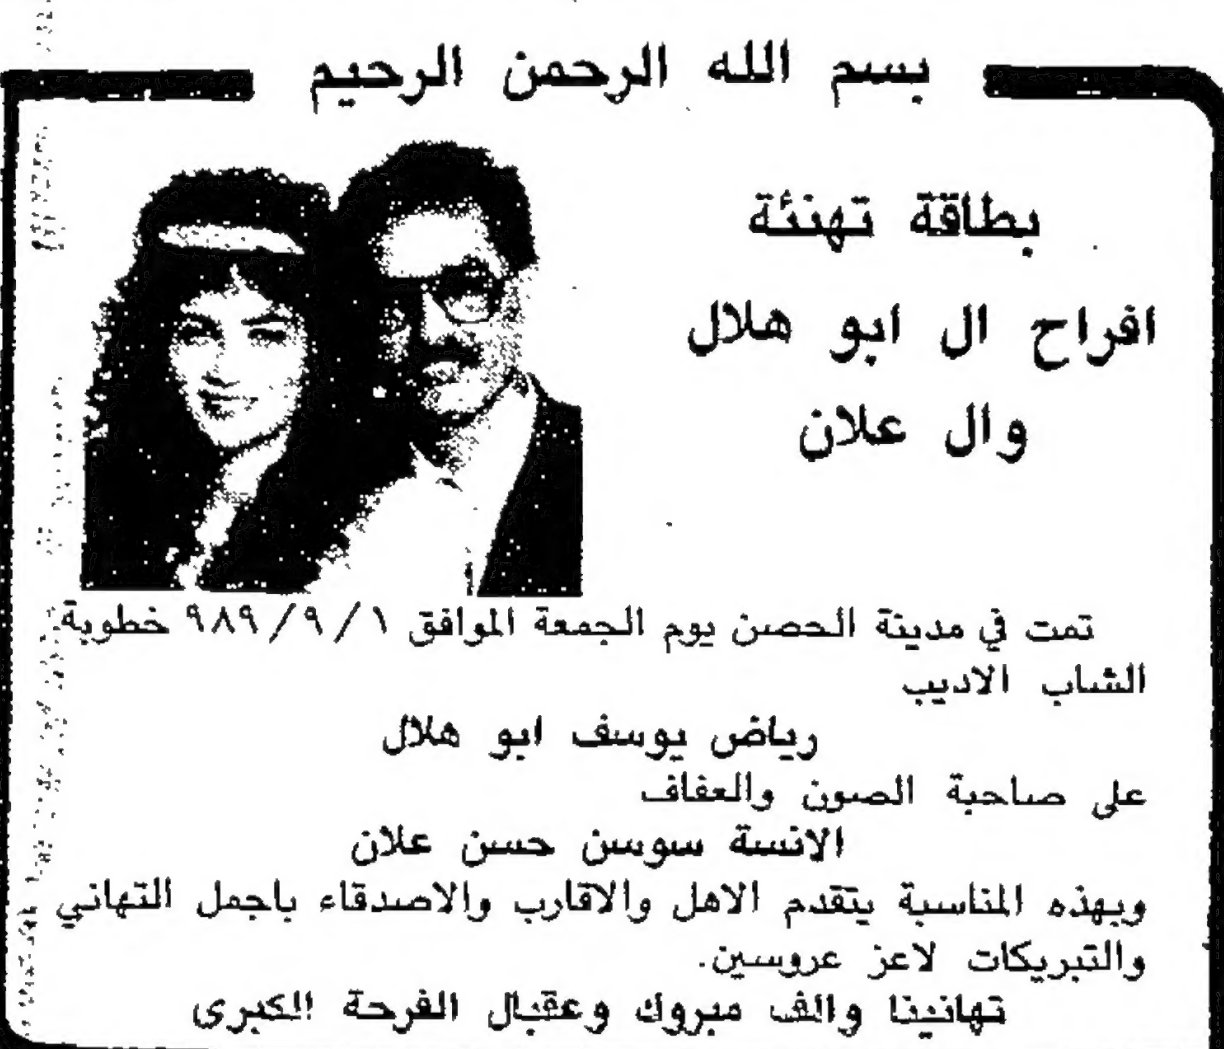 بسم الله الرحمن الرحيم
بطاقة تهنئة
افراح ال ابو هلال
وال علان
تمت في مدينة الحصن يوم الجمعة الموافق ١/٩/٩٨٩ خطوبة
الشاب الاديب
رياض يوسف ابو هلال
على صاحبة الصون والعفاف
الانسة سوسن حسن علان
وبهذه المناسبة يتقدم الاهل والاقارب والاصدقاء باجمل التهاني
والتبريكات لاعز عروسين.
تهانينا والف مبروك وعقبال الفرحة الكبرى